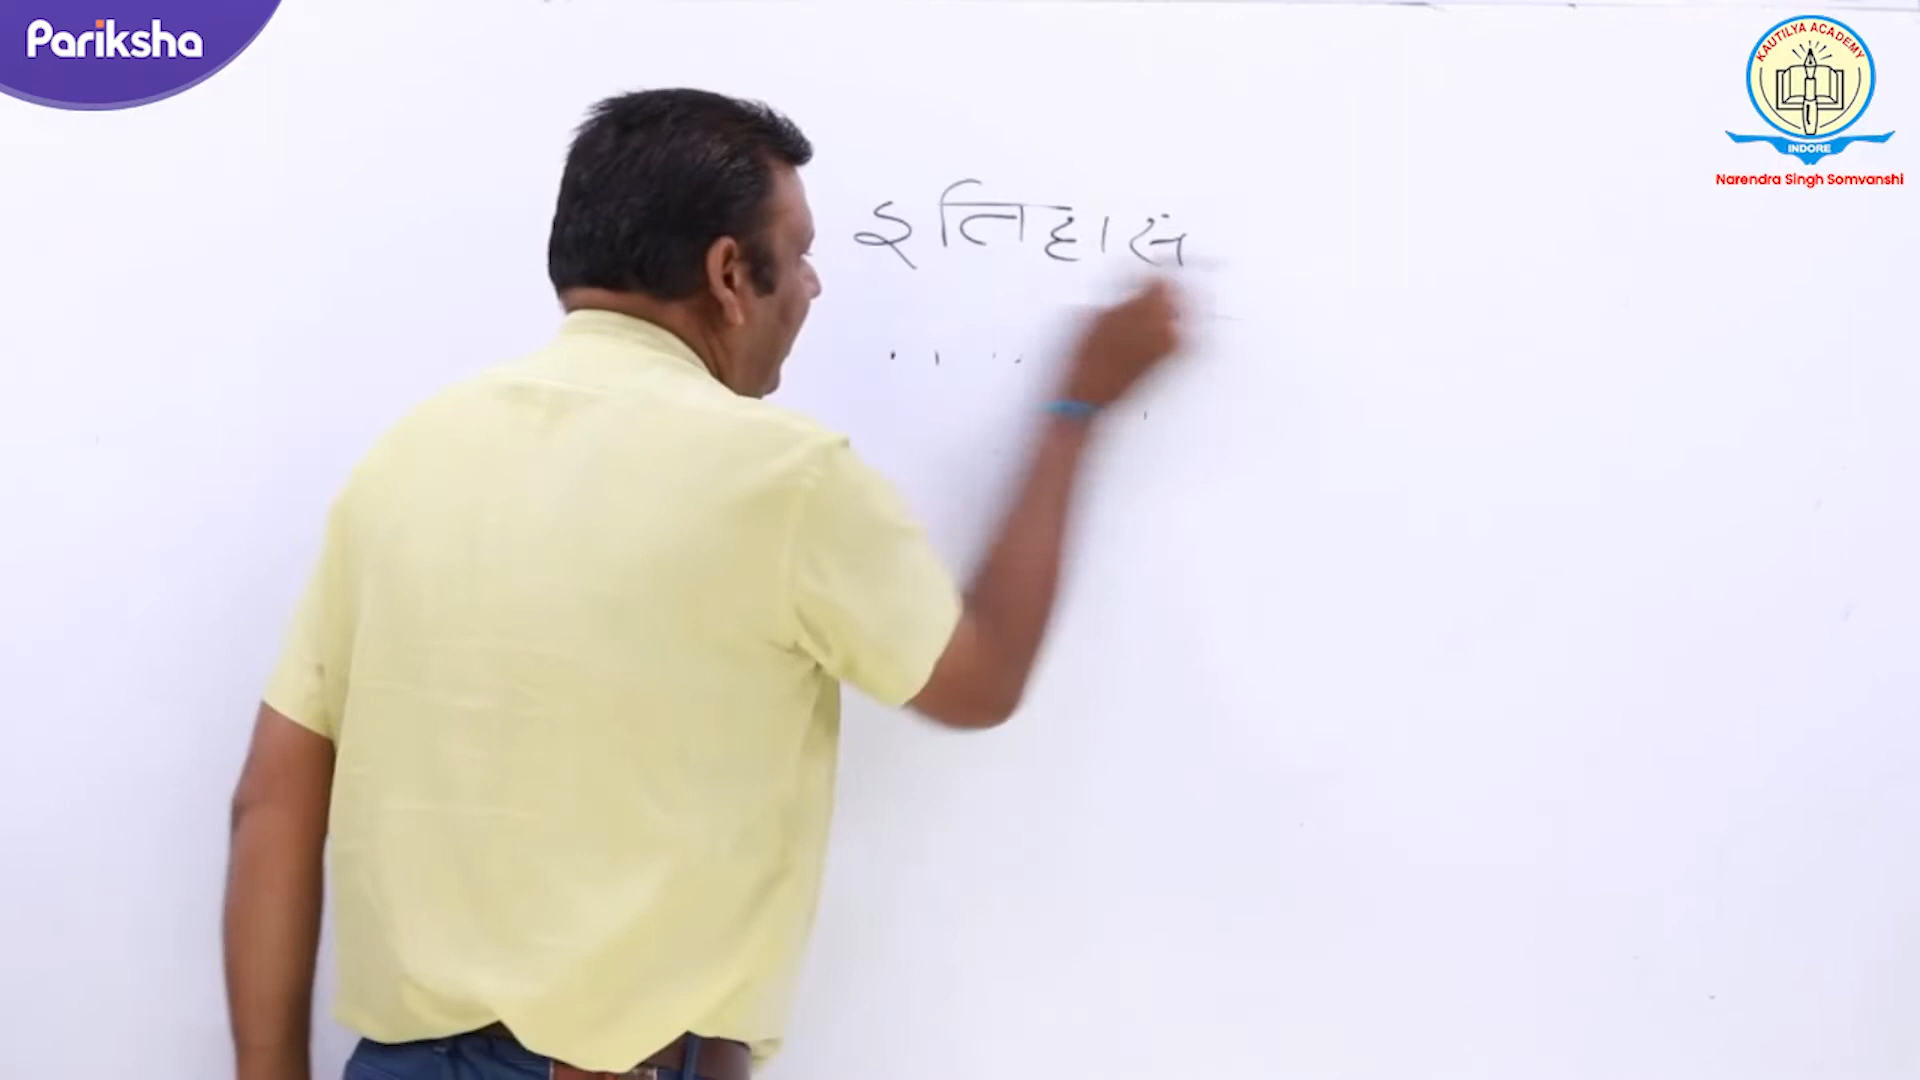 Pariksha
KAUTILYA ACADEMY
INDORE
Narendra Singh Somvanshi
इतिहास